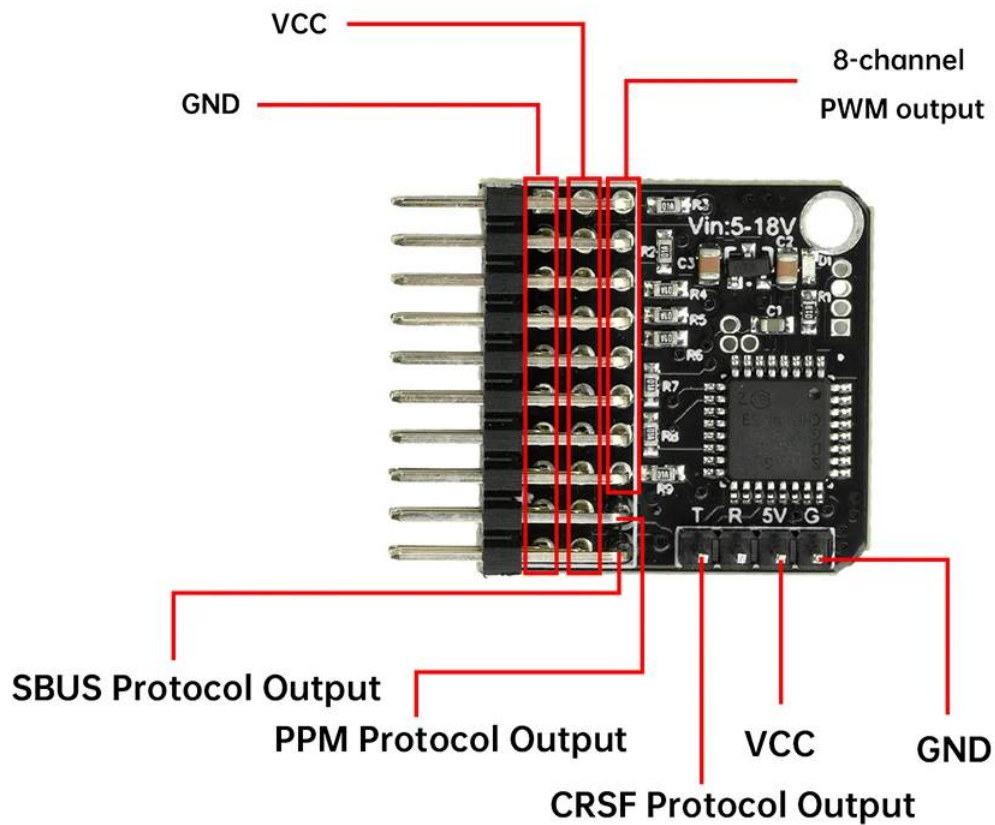 VCC
8-channel
PWM output
GND
R3
Vin:5-18V
R2
C3
C2
D1
R4
R1
R5
C1
R6
R7
R8
R9
T R 5V G
SBUS Protocol Output
PPM Protocol Output
VCC
GND
CRSF Protocol Output